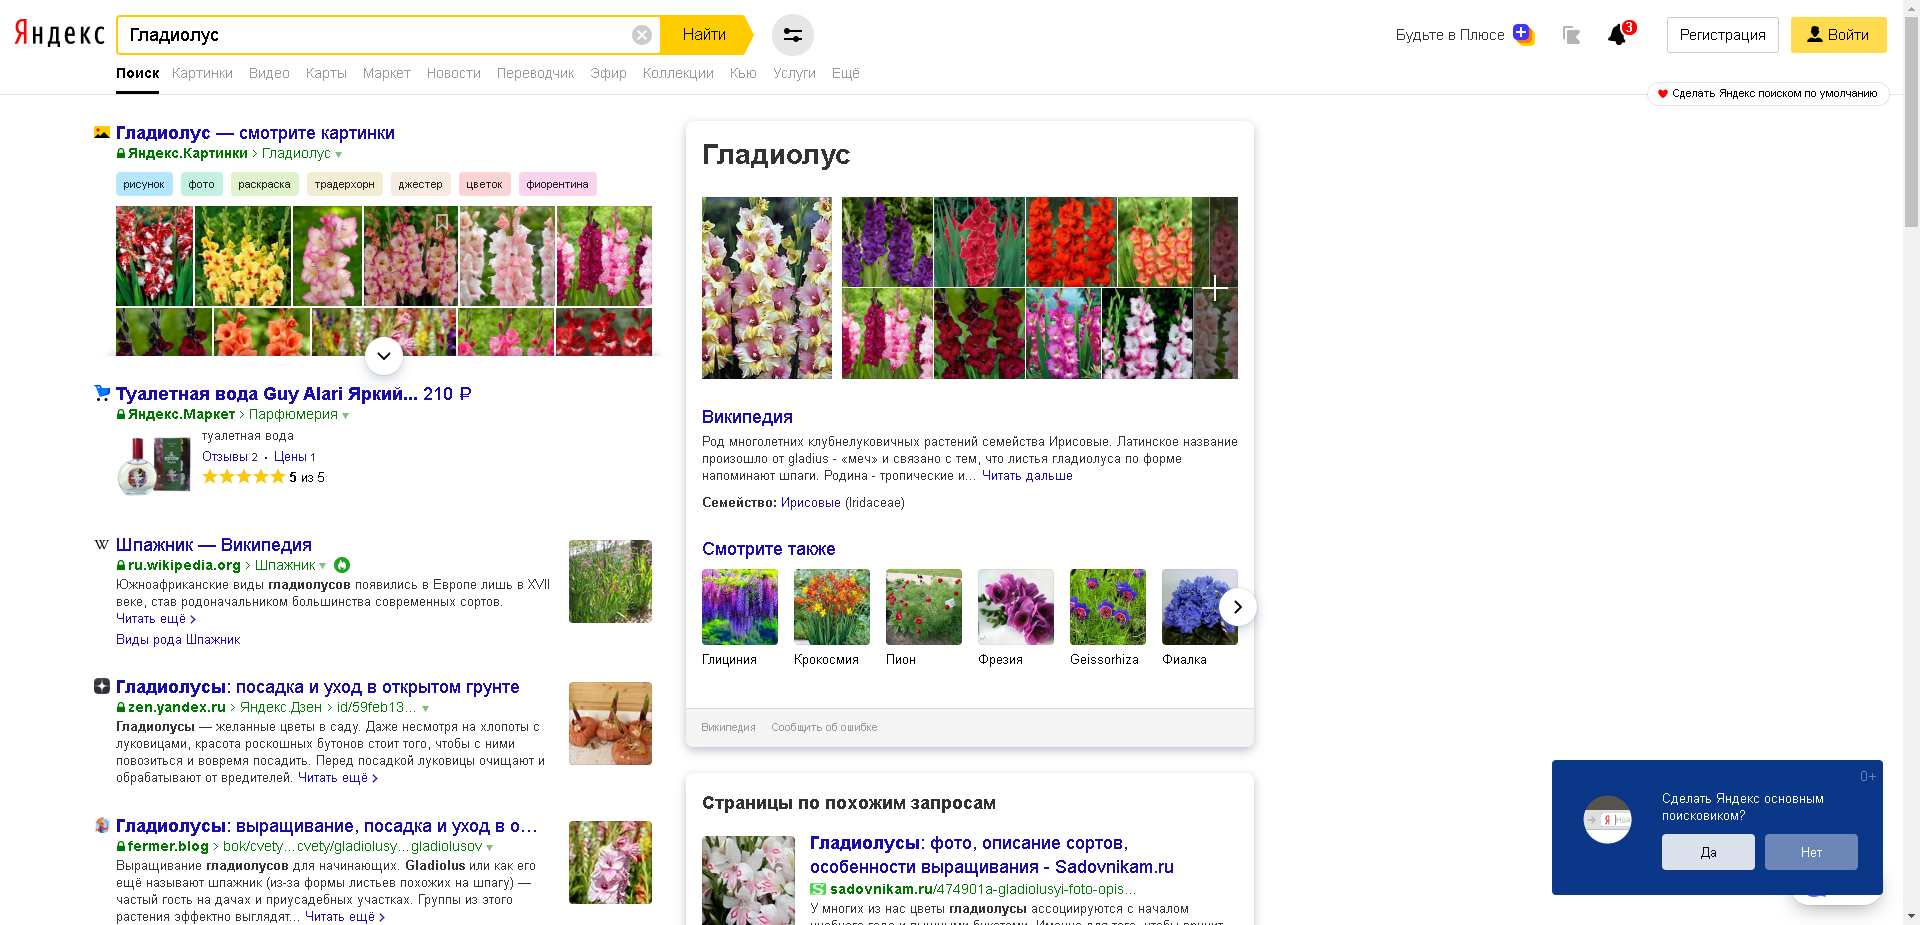 Яндекс
Гладиолус
Найти
Будьте в Плюсе
3
Регистрация
Войти
Поиск Картинки Видео Карты Маркет Новости Переводчик Эфир Коллекции Кью Услуги Ещё
Сделать Яндекс поиском по умолчанию
Гладиолус — смотрите картинки
Яндекс.Картинки › Гладиолус
рисунок фото раскраска традерхорн джестер цветок фиорентина
Туалетная вода Guy Alari Яркий... 210 ₽
Яндекс.Маркет › Парфюмерия
туалетная вода
Отзывы 2 · Цены 1
5 из 5
W Шпажник — Википедия
ru.wikipedia.org › Шпажник
Южноафриканские виды гладиолусов появились в Европе лишь в XVII
веке, став родоначальником большинства современных сортов.
Читать ещё ›
Виды рода Шпажник
Гладиолусы: посадка и уход в открытом грунте
zen.yandex.ru › Яндекс.Дзен › id/59feb13...
Гладиолусы — желанные цветы в саду. Даже несмотря на хлопоты с
луковицами, красота роскошных бутонов стоит того, чтобы с ними
повозиться и вовремя посадить. Перед посадкой луковицы очищают и
обрабатывают от вредителей. Читать ещё ›
Гладиолусы: выращивание, посадка и уход в о...
fermer.blog › bok/cvety...cvety/gladiolusy...gladiolusov
Выращивание гладиолусов для начинающих. Gladiolus или как его
ещё называют шпажник (из-за формы листьев похожих на шпагу) —
частый гость на дачах и приусадебных участках. Группы из этого
растения эффектно выглядят... Читать ещё ›
Гладиолус
Википедия
Род многолетних клубнелуковичных растений семейства Ирисовые. Латинское название
произошло от gladius - «меч» и связано с тем, что листья гладиолуса по форме
напоминают шпаги. Родина - тропические и... Читать дальше
Семейство: Ирисовые (Iridaceae)
Смотрите также
Глициния Крокосмия Пион Фрезия Geissorhiza Фиалка
Википедия Сообщить об ошибке
Страницы по похожим запросам
Гладиолусы: фото, описание сортов,
особенности выращивания - Sadovnikam.ru
sadovnikam.ru/474901a-gladiolusyi-foto-opis...
У многих из нас цветы гладиолусы ассоциируются с началом
0+
Сделать Яндекс основным
поисковиком?
Да
Нет